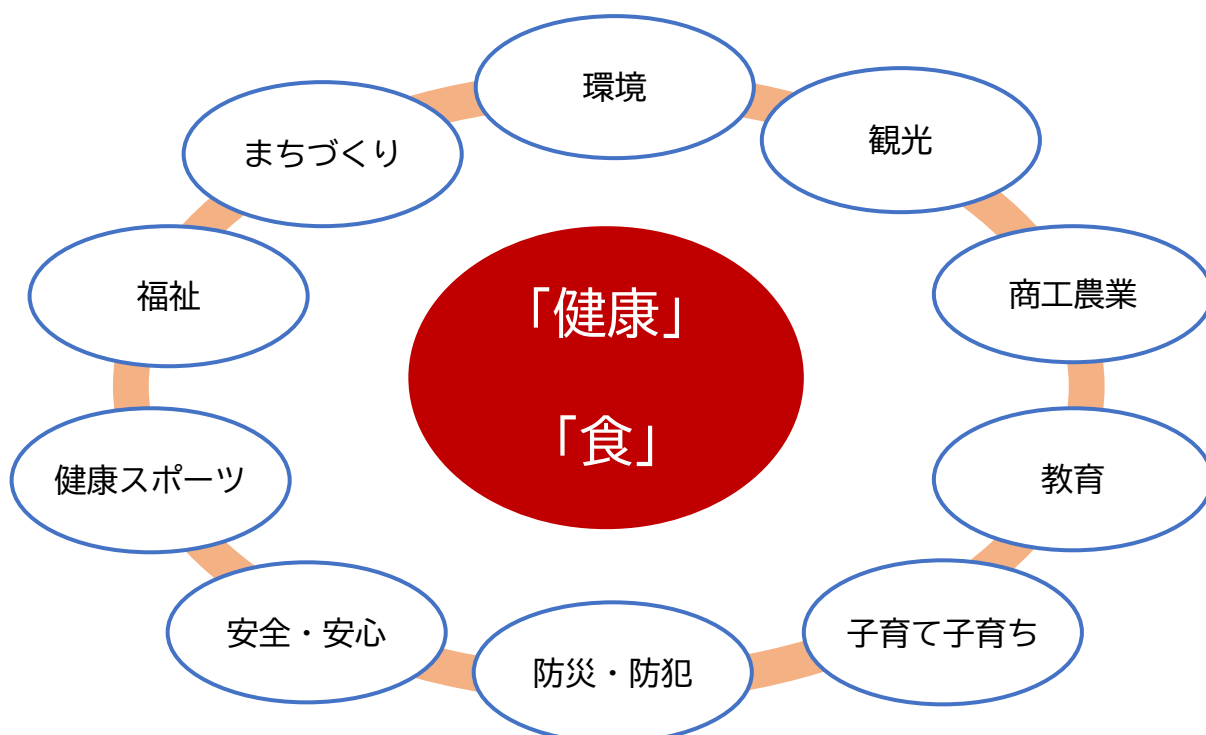 環境
観光
まちづくり
商工農業
福祉
「健康」
「食」
健康スポーツ
教育
安全・安心
子育て子育ち
防災・防犯